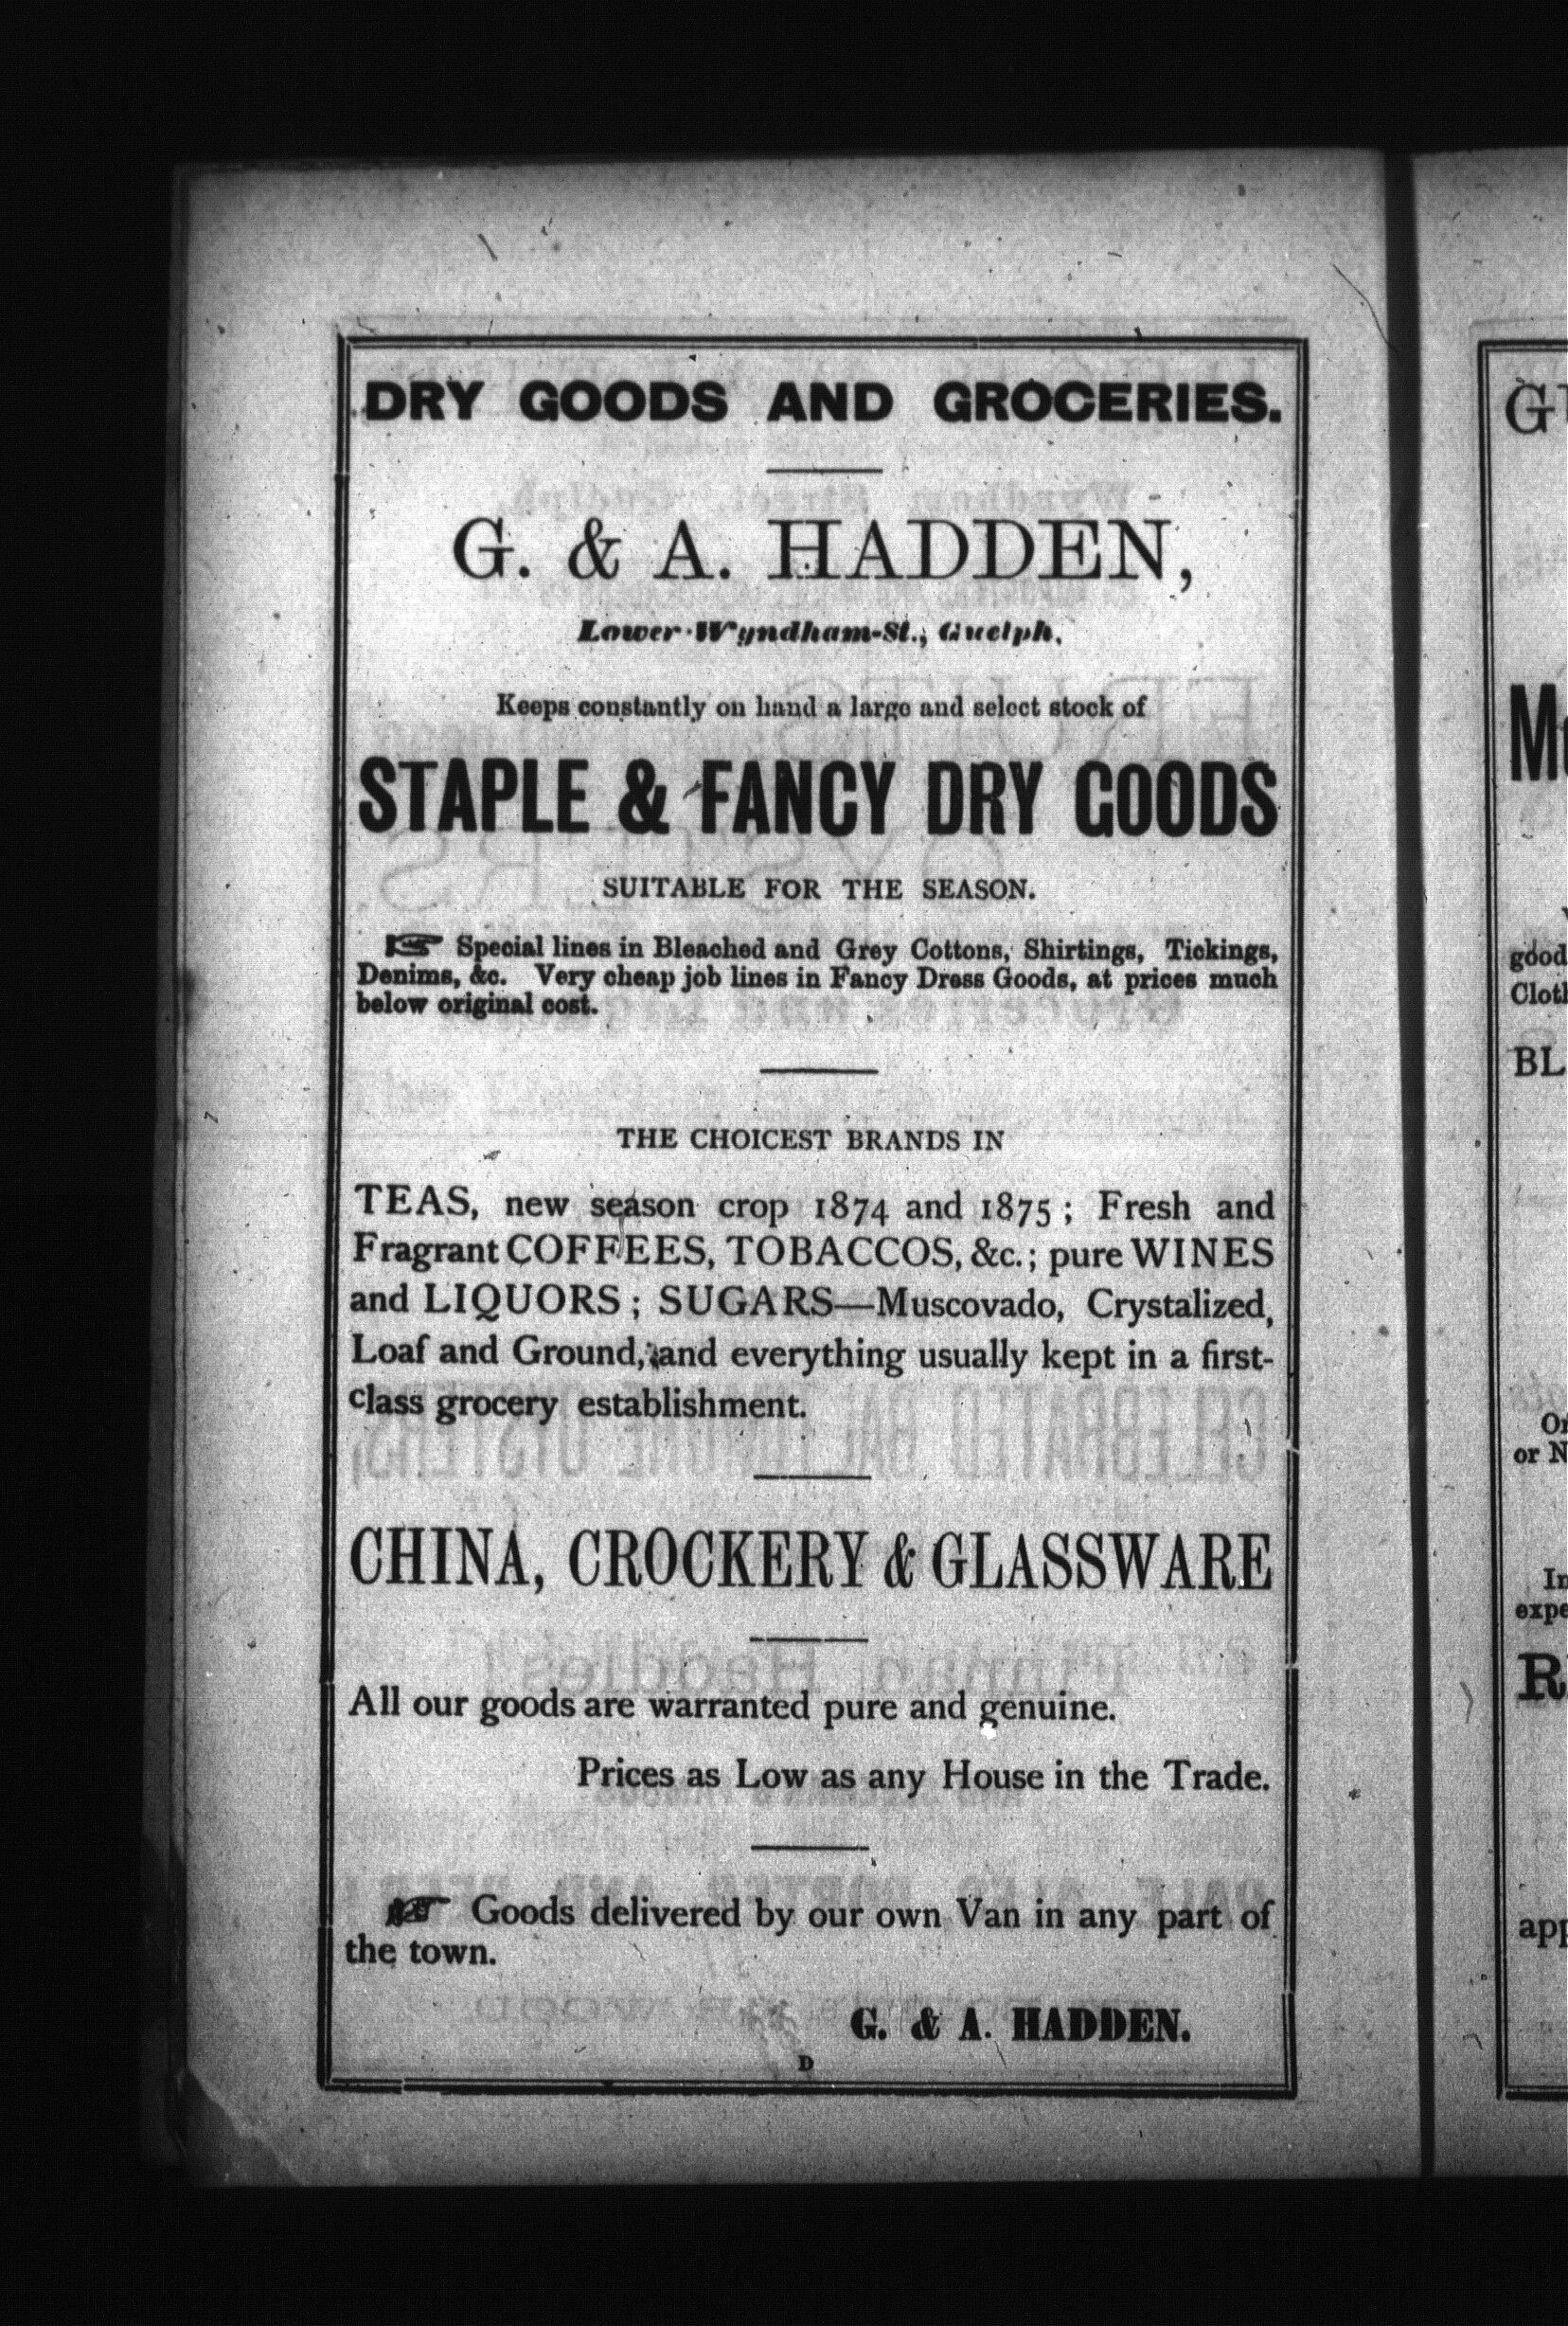 DRY GOODS AND GROCERIES.
G. & A. HADDEN,
Lower Wyndham-St., Guelph,
Keeps constantly on hand a large and select stock of
STAPLE & FANCY DRY GOODS
SUITABLE FOR THE SEASON.
☞ Special lines in Bleached and Grey Cottons, Shirtings, Tickings,
Denims, &c. Very cheap job lines in Fancy Dress Goods, at prices much
below original cost.
THE CHOICEST BRANDS IN
TEAS, new season crop 1874 and 1875; Fresh and
Fragrant COFFEES, TOBACCOS, &c.; pure WINES
and LIQUORS; SUGARS—Muscovado, Crystalized,
Loaf and Ground, and everything usually kept in a first-
class grocery establishment.
CHINA, CROCKERY & GLASSWARE
All our goods are warranted pure and genuine.
Prices as Low as any House in the Trade.
☞ Goods delivered by our own Van in any part of
the town.
G. & A. HADDEN.
D
good
BL
or N
app